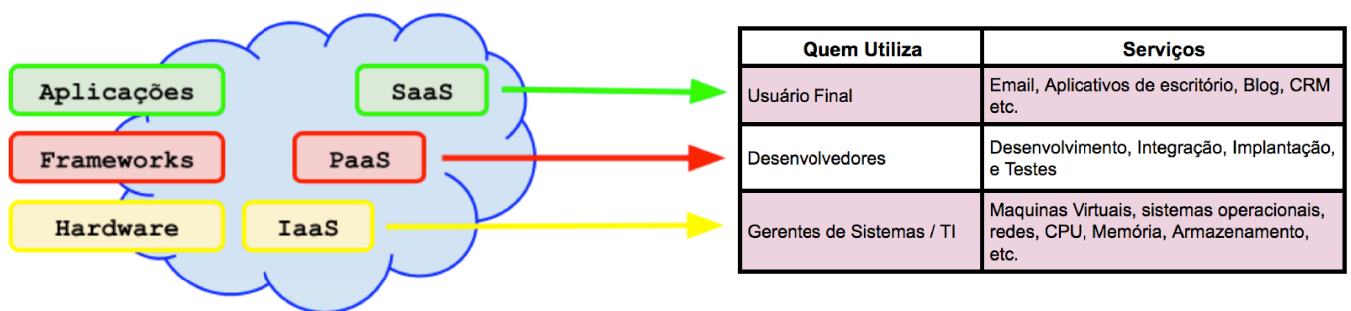 Aplicações
SaaS
Frameworks
PaaS
Hardware
IaaS
Quem Utiliza
Serviços
Usuário Final
Email, Aplicativos de escritório, Blog, CRM
etc.
Desenvolvedores
Desenvolvimento, Integração, Implantação,
e Testes
Gerentes de Sistemas / TI
Maquinas Virtuais, sistemas operacionais,
redes, CPU, Memória, Armazenamento,
etc.